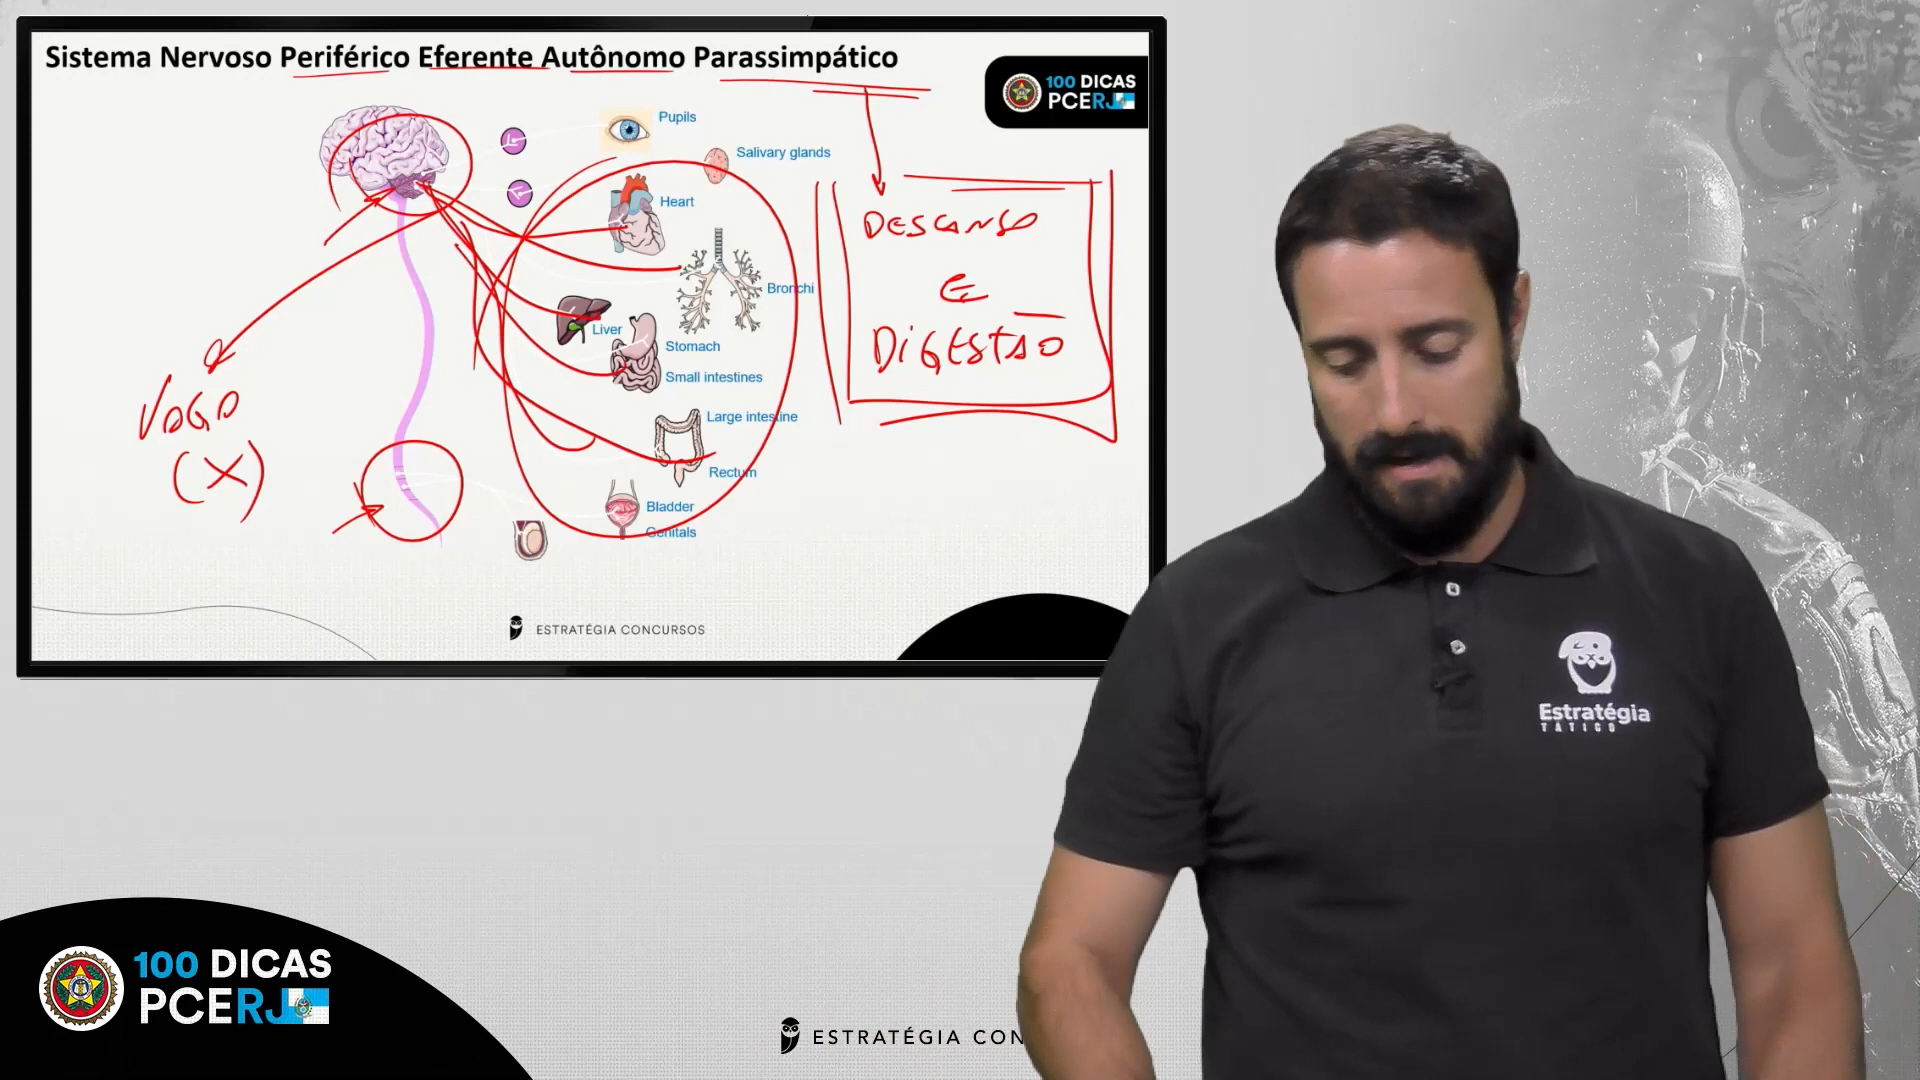 Sistema Nervoso Periférico Eferente Autônomo Parassimpático
100 DICAS
PCERJ
Pupils
Salivary glands
Heart
Bronchi
Liver
Stomach
Small intestines
Large intestine
Rectum
Bladder
Genitals
DESCANSO
E
DIGESTÃO
VAGO
(X)
ESTRATÉGIA CONCURSOS
Estratégia
TÁTICO
100 DICAS
PCERJ
ESTRATÉGIA CON